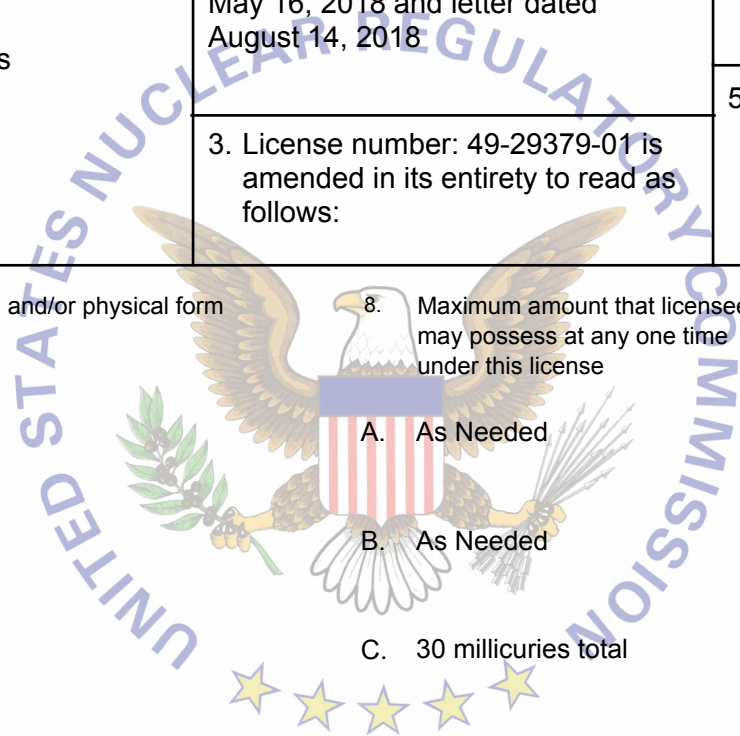 May 16, 2018 and letter dated
August 14, 2018
s
5
3. License number: 49-29379-01 is
amended in its entirety to read as
follows:
and/or physical form
8. Maximum amount that licensee
may possess at any one time
under this license
A. As Needed
B. As Needed
C. 30 millicuries total
UNITED STATES NUCLEAR REGULATORY COMMISSION